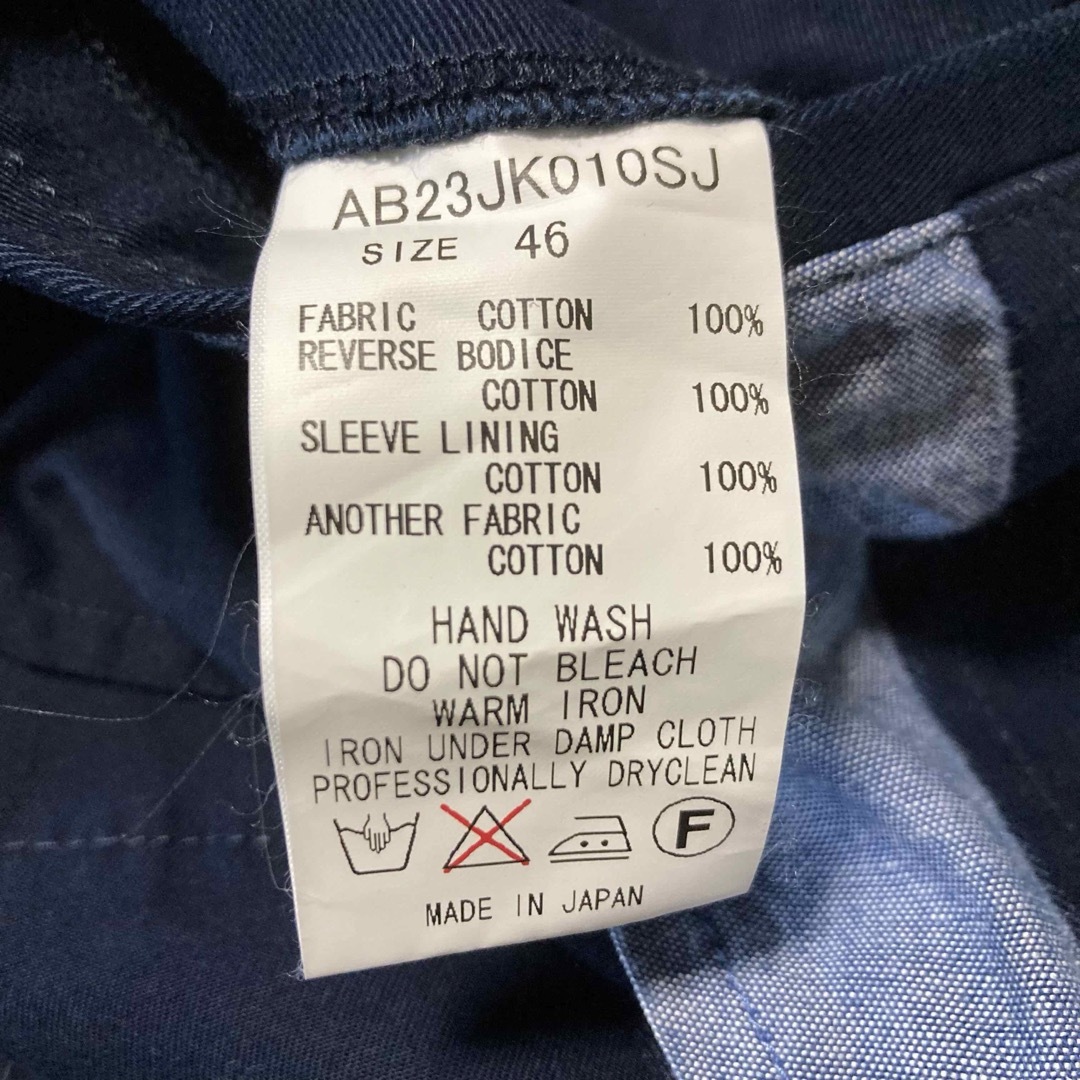 AB23JK010SJ
SIZE 46
FABRIC COTTON 100%
REVERSE BODICE
COTTON 100%
SLEEVE LINING
COTTON 100%
ANOTHER FABRIC
COTTON 100%
HAND WASH
DO NOT BLEACH
WARM IRON
IRON UNDER DAMP CLOTH
PROFESSIONALLY DRYCLEAN
F
MADE IN JAPAN